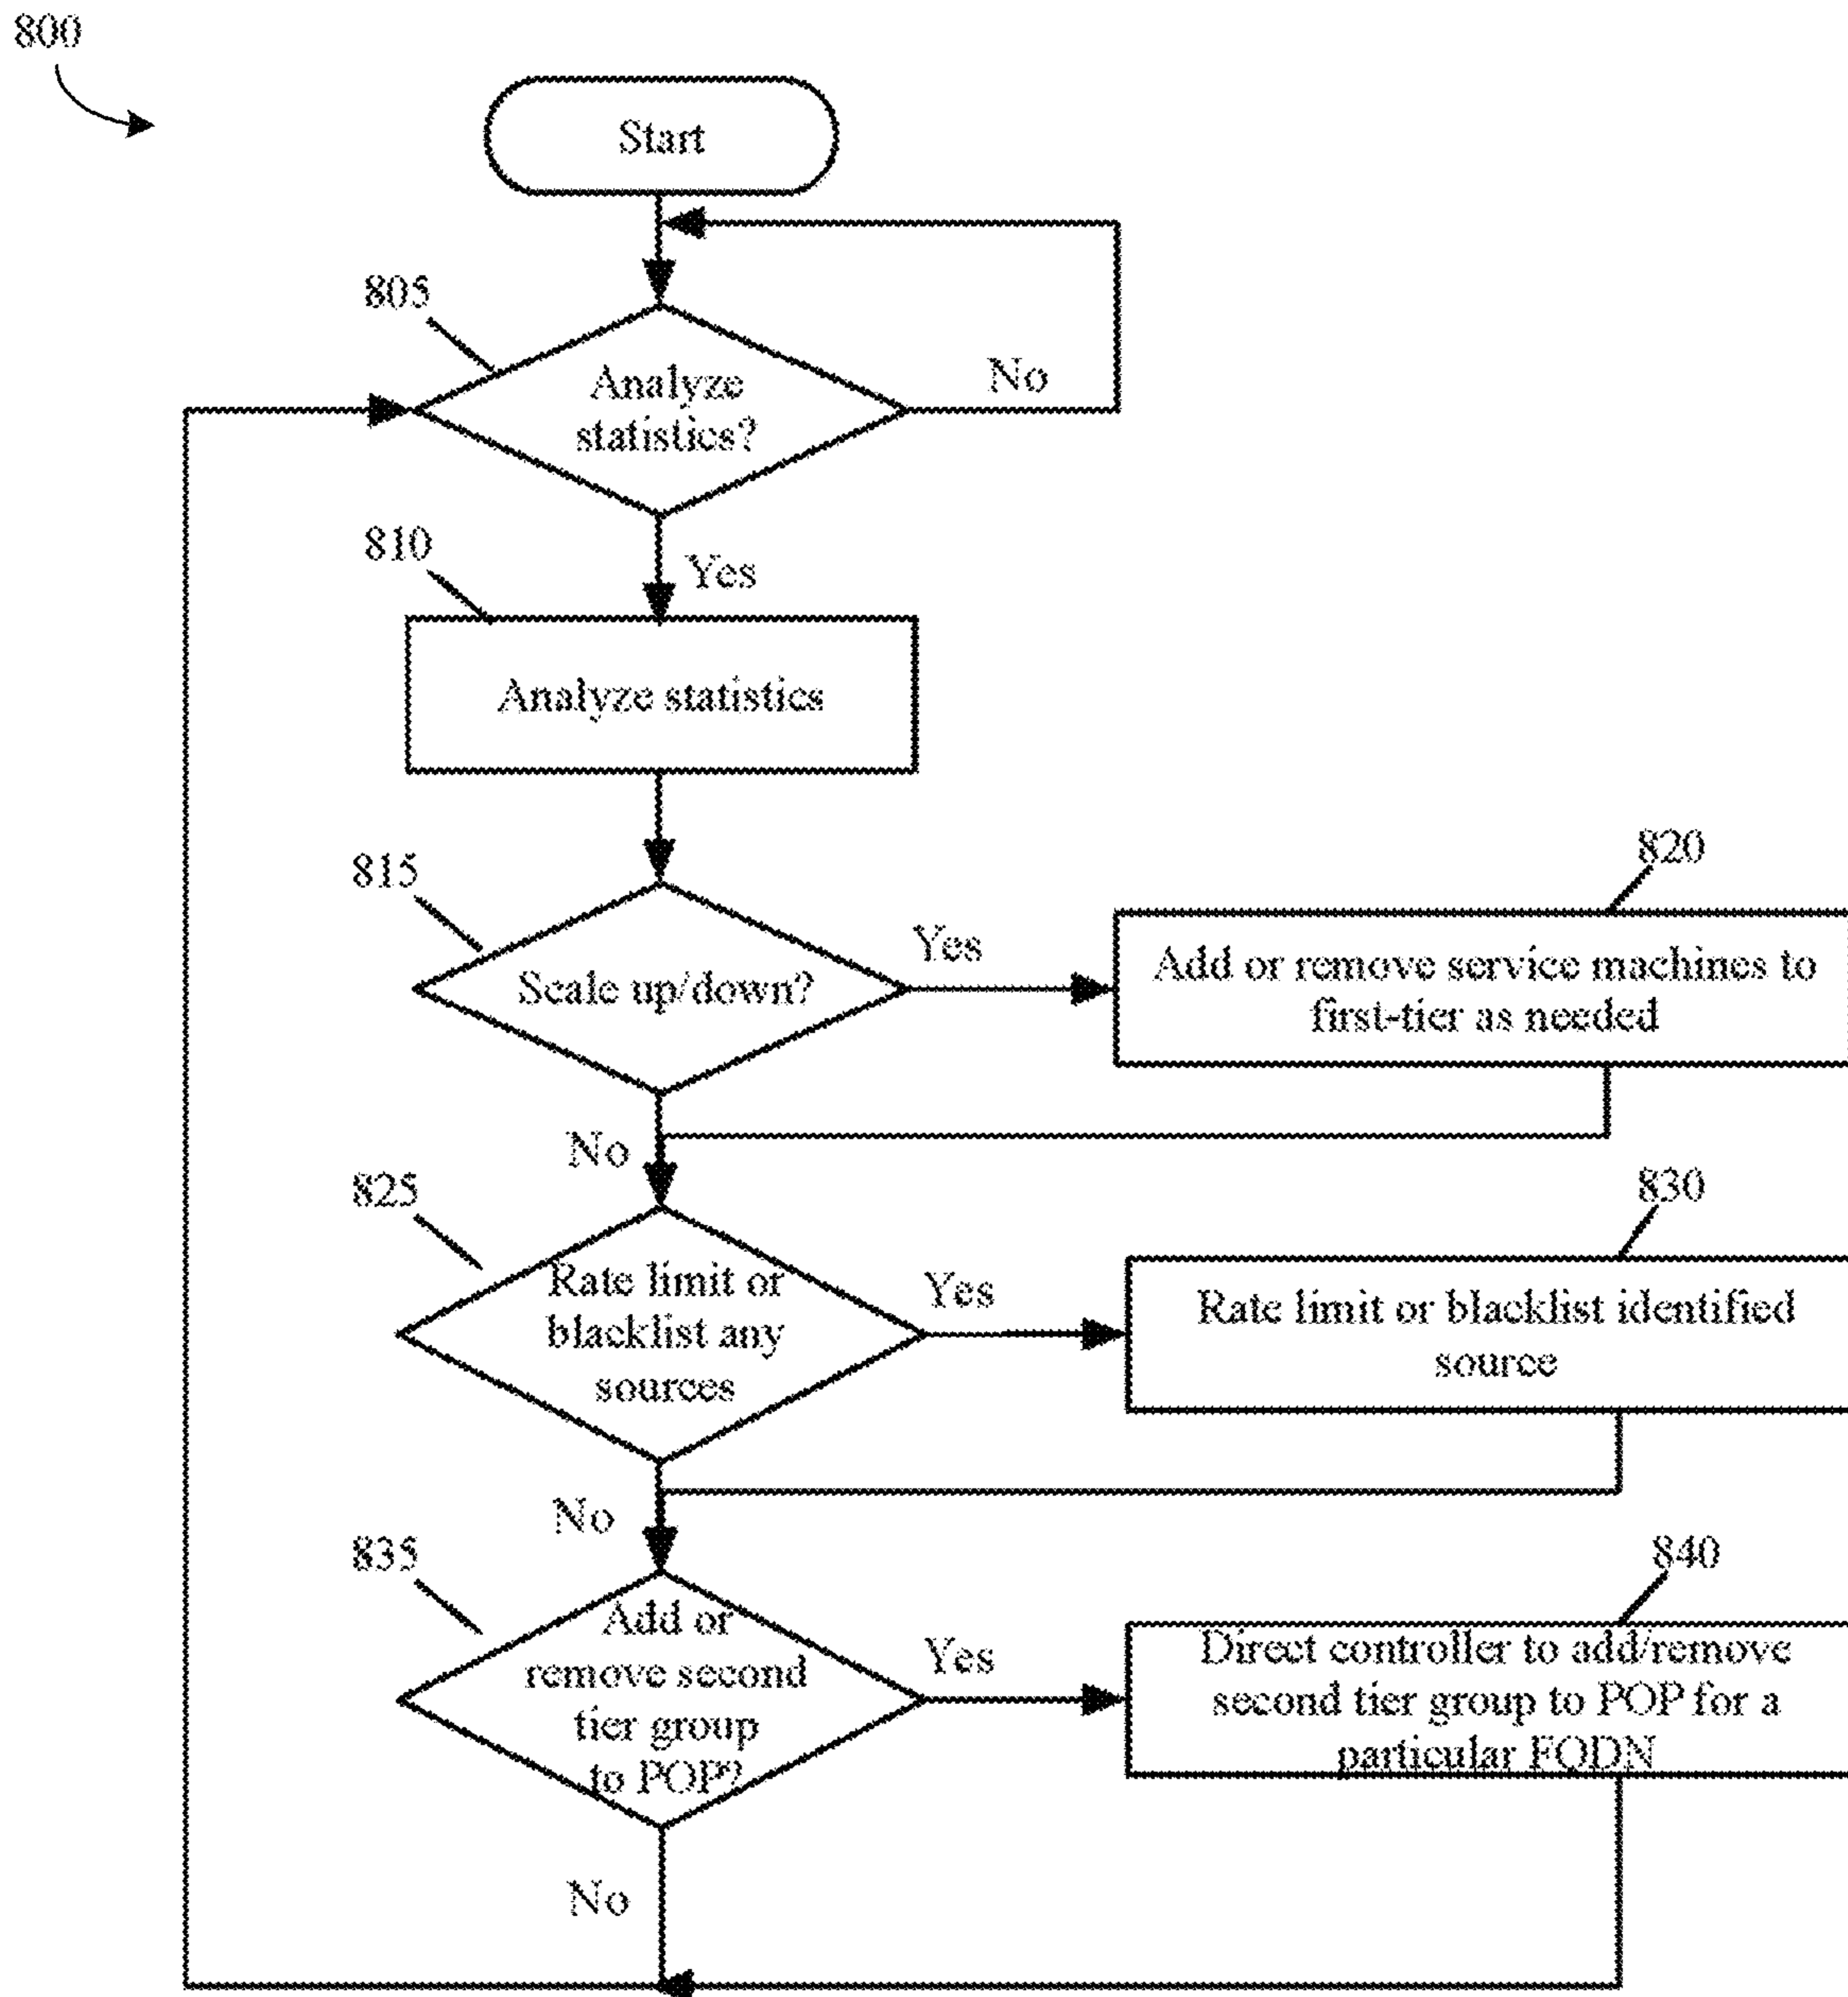 800
Start
805
Analyze
statistics?
No
810
Yes
Analyze statistics
815
Scale up/down?
Yes
820
Add or remove service machines to
first-tier as needed
No
825
Rate limit or
blacklist any
sources
Yes
830
Rate limit or blacklist identified
source
No
835
Add or
remove second
tier group
to POP?
Yes
840
Direct controller to add/remove
second tier group to POP for a
particular FQDN
No